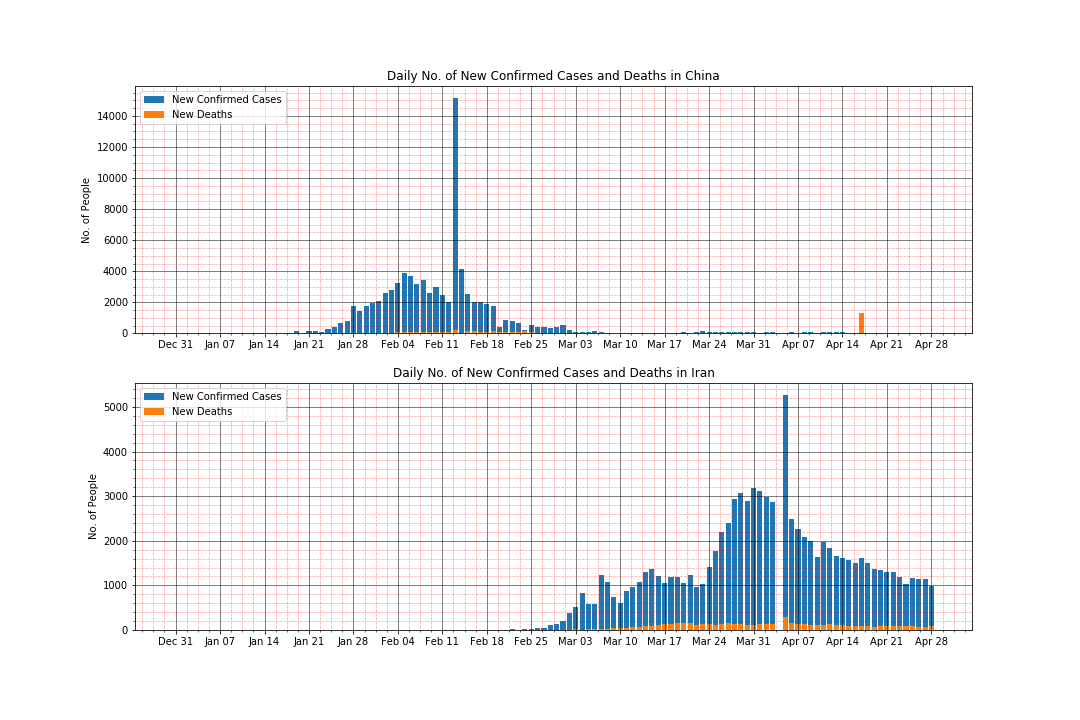 Daily No. of New Confirmed Cases and Deaths in China
New Confirmed Cases
New Deaths
No. of People
14000
12000
10000
8000
6000
4000
2000
0
Dec 31 Jan 07 Jan 14 Jan 21 Jan 28 Feb 04 Feb 11 Feb 18 Feb 25 Mar 03 Mar 10 Mar 17 Mar 24 Mar 31 Apr 07 Apr 14 Apr 21 Apr 28
Daily No. of New Confirmed Cases and Deaths in Iran
New Confirmed Cases
New Deaths
No. of People
5000
4000
3000
2000
1000
0
Dec 31 Jan 07 Jan 14 Jan 21 Jan 28 Feb 04 Feb 11 Feb 18 Feb 25 Mar 03 Mar 10 Mar 17 Mar 24 Mar 31 Apr 07 Apr 14 Apr 21 Apr 28